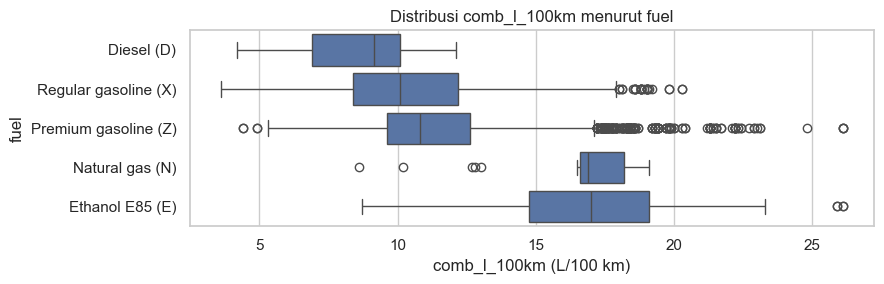 Distribusi comb_l_100km menurut fuel
Diesel (D)
Regular gasoline (X)
Premium gasoline (Z)
Natural gas (N)
Ethanol E85 (E)
fuel
5 10 15 20 25
comb_l_100km (L/100 km)